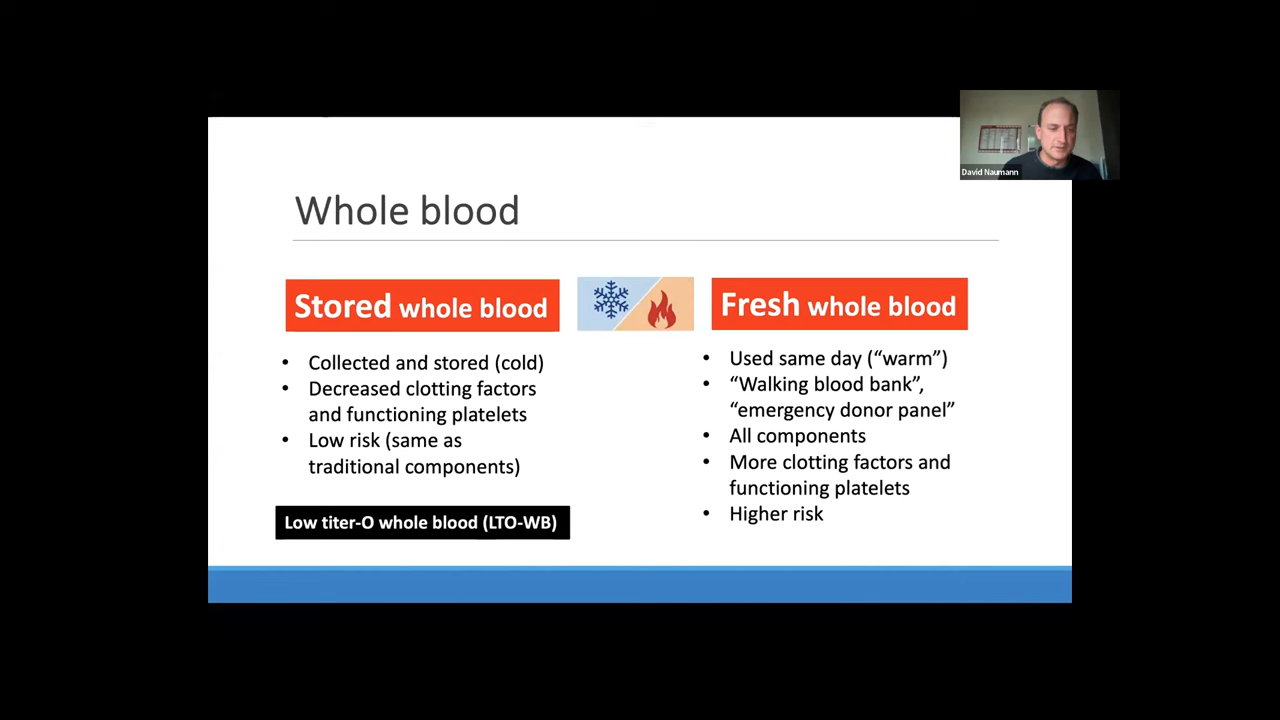 David Naumann
Whole blood
Stored whole blood
• Collected and stored (cold)
• Decreased clotting factors
and functioning platelets
• Low risk (same as
traditional components)
Low titer-O whole blood (LTO-WB)
Fresh whole blood
• Used same day (“warm”)
• “Walking blood bank”,
“emergency donor panel”
• All components
• More clotting factors and
functioning platelets
• Higher risk